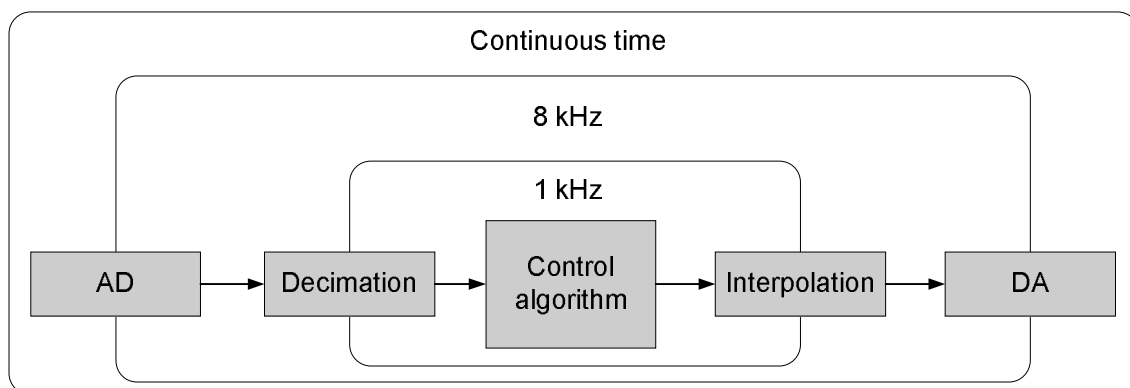 Continuous time
8 kHz
1 kHz
AD
Decimation
Control
algorithm
Interpolation
DA